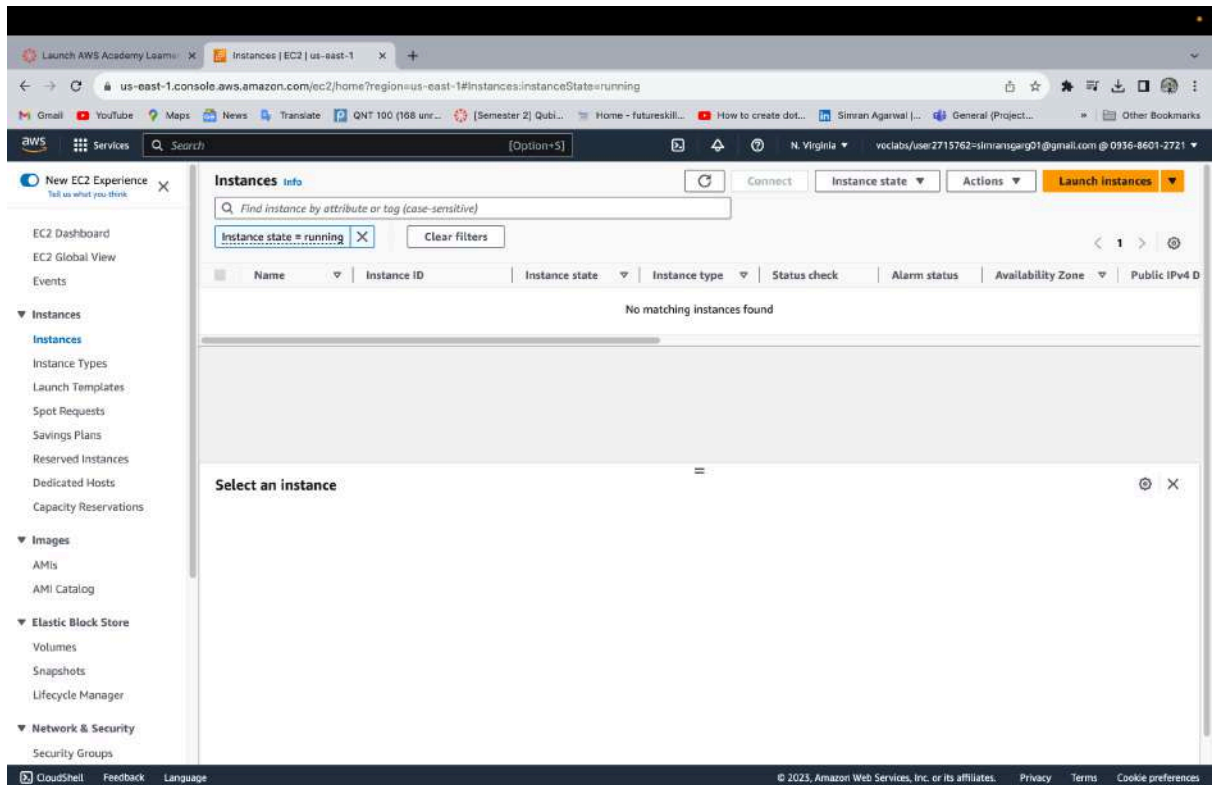 Launch AWS Academy Learne
Instances | EC2 | us-east-1
us-east-1.console.aws.amazon.com/ec2/home?region=us-east-1#Instances:instanceState=running
Gmail YouTube Maps News Translate QNT 100 (168 unr... (Semester 2) Qubi... Home - futureskill... How to create dot... Simran Agarwal |... General (Project... » Other Bookmarks
aws Services Search [Option+S] N. Virginia voclabs/user2715762=simransgarg01@gmail.com @ 0936-8601-2721
New EC2 Experience
Tell us what you think
EC2 Dashboard
EC2 Global View
Events
Instances
Instances
Instance Types
Launch Templates
Spot Requests
Savings Plans
Reserved Instances
Dedicated Hosts
Capacity Reservations
Images
AMIs
AMI Catalog
Elastic Block Store
Volumes
Snapshots
Lifecycle Manager
Network & Security
Security Groups
Instances Info Connect Instance state Actions Launch instances
Find instance by attribute or tag (case-sensitive)
Instance state = running Clear filters 1
Name Instance ID Instance state Instance type Status check Alarm status Availability Zone Public IPv4 D
No matching instances found
Select an instance
CloudShell Feedback Language © 2023, Amazon Web Services, Inc. or its affiliates. Privacy Terms Cookie preferences